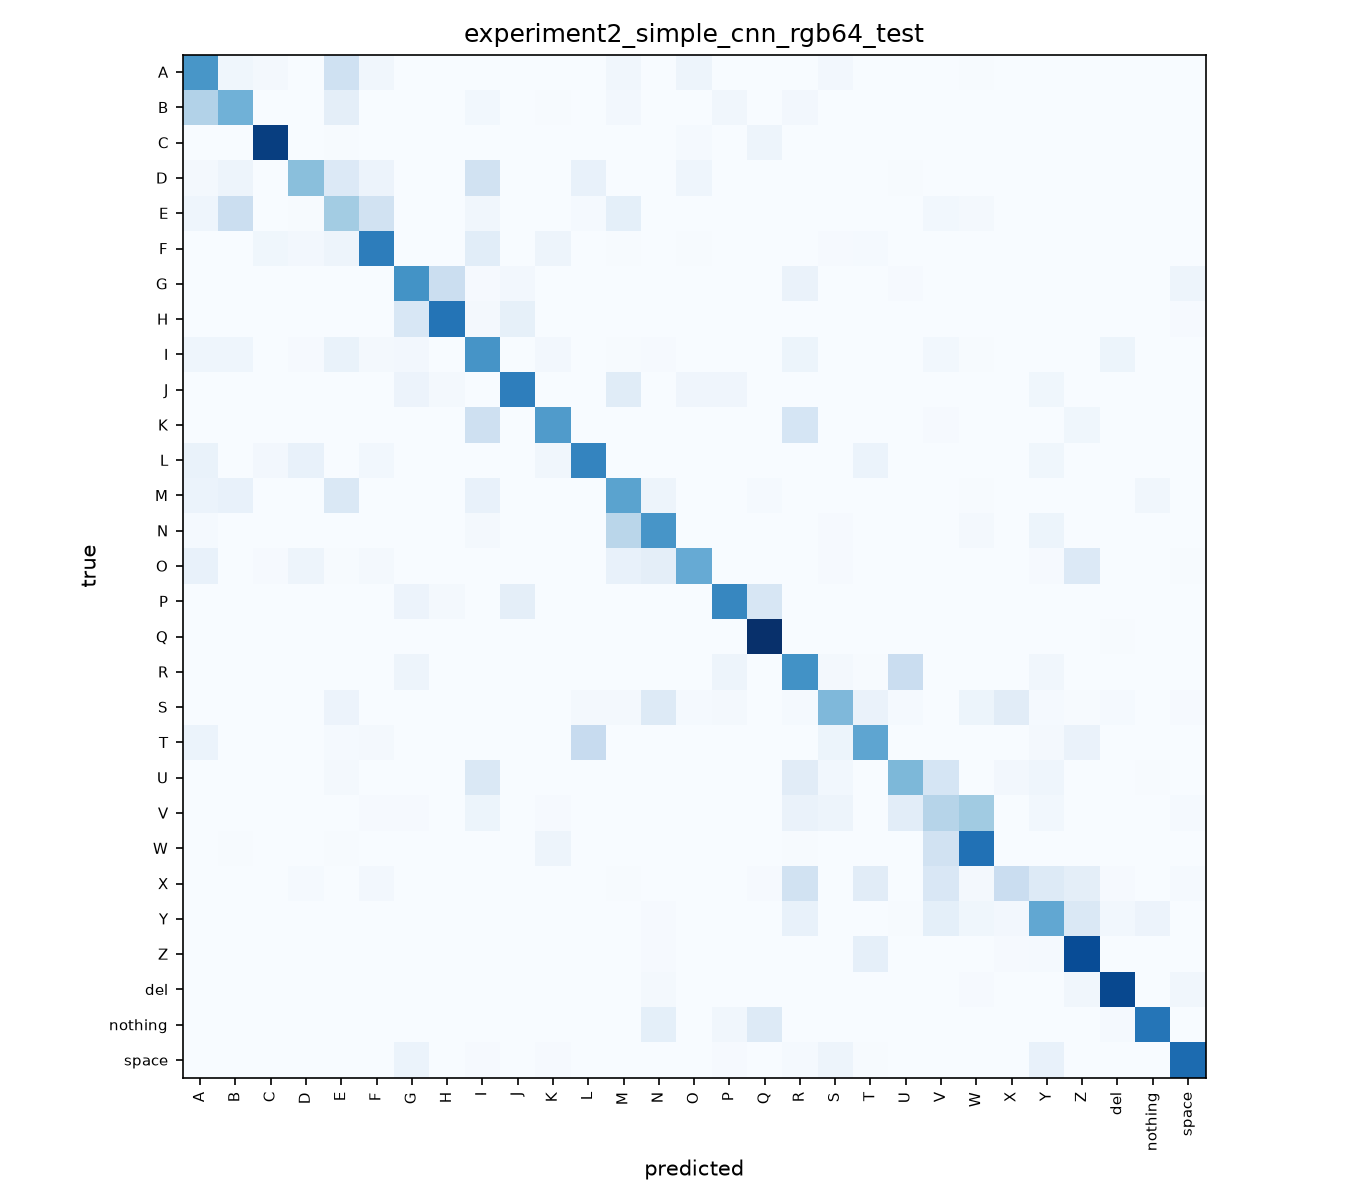 experiment2_simple_cnn_rgb64_test
true
A
B
C
D
E
F
G
H
I
J
K
L
M
N
O
P
Q
R
S
T
U
V
W
X
Y
Z
del
nothing
space
A B C D E F G H I J K L M N O P Q R S T U V W X Y Z del nothing space
predicted